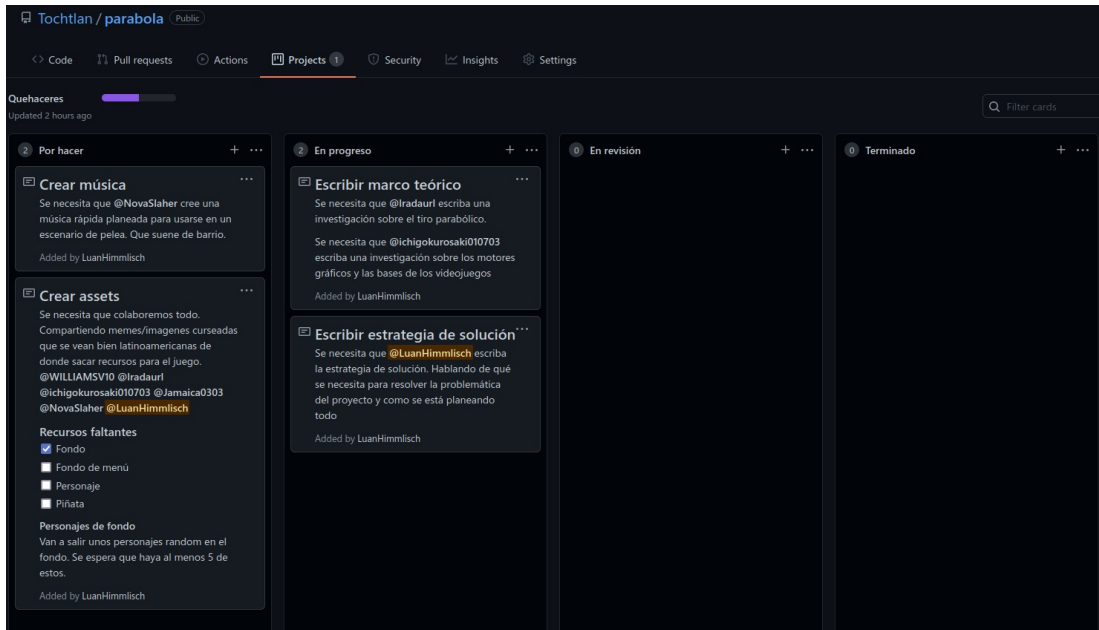 Tochtlan / parabola Public
Code Pull requests Actions Projects 1 Security Insights Settings
Quehaceres
Updated 2 hours ago
Filter cards
2 Por hacer
Crear música
Se necesita que @NovaSlaher cree una
música rápida planeada para usarse en un
escenario de pelea. Que suene de barrio.
Added by LuanHimmlisch
Crear assets
Se necesita que colaboremos todo.
Compartiendo memes/imagenes curseadas
que se vean bien latinoamericanas de
donde sacar recursos para el juego.
@WILLIAMSV10 @Iradaurl
@ichigokurosaki010703 @Jamaica0303
@NovaSlaher @LuanHimmlisch
Recursos faltantes
Fondo
Fondo de menú
Personaje
Piñata
Personajes de fondo
Van a salir unos personajes random en el
fondo. Se espera que haya al menos 5 de
estos.
Added by LuanHimmlisch
2 En progreso
Escribir marco teórico
Se necesita que @Iradaurl escriba una
investigación sobre el tiro parabólico.
Se necesita que @ichigokurosaki010703
escriba una investigación sobre los motores
gráficos y las bases de los videojuegos
Added by LuanHimmlisch
Escribir estrategia de solución
Se necesita que @LuanHimmlisch escriba
la estrategia de solución. Hablando de qué
se necesita para resolver la problemática
del proyecto y como se está planeando
todo
Added by LuanHimmlisch
0 En revisión
0 Terminado